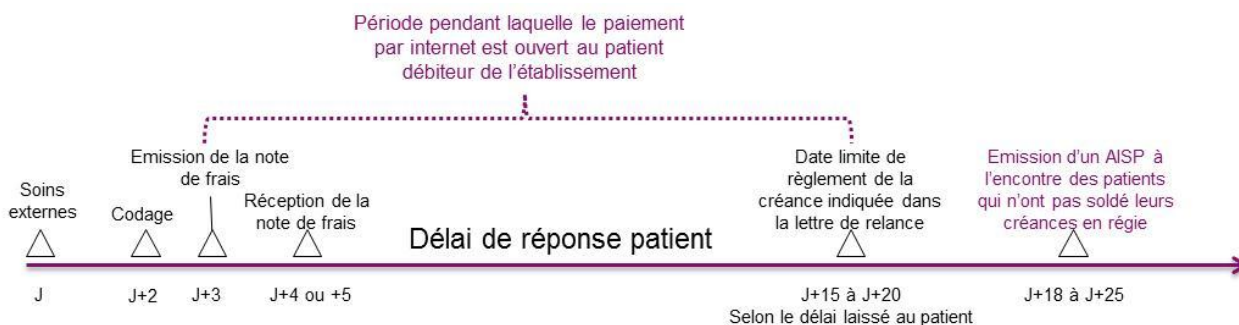 Période pendant laquelle le paiement
par internet est ouvert au patient
débiteur de l'établissement
Soins
externes
Codage
Emission de la note
de frais
Réception de la
note de frais
Délai de réponse patient
Date limite de
règlement de la
créance indiquée dans
la lettre de relance
Emission d'un AISP à
l'encontre des patients
qui n'ont pas soldé leurs
créances en régie
J
J+2
J+3
J+4 ou +5
J+15 à J+20
Selon le délai laissé au patient
J+18 à J+25